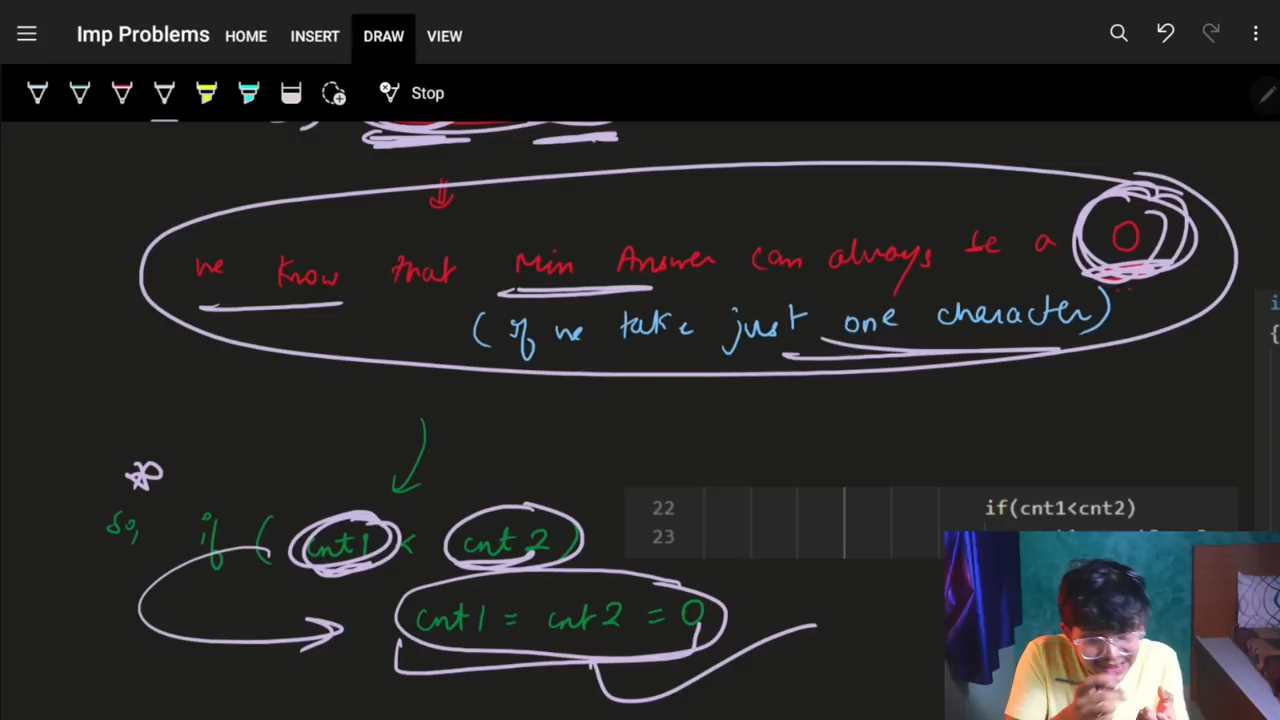 Imp Problems HOME INSERT DRAW VIEW
Stop
we know that Min Answer can always be a 0
(if we take just one character)
So, if ( cnt1 < cnt2 )
cnt1 = cnt2 = 0
22 if(cnt1<cnt2)
23
{